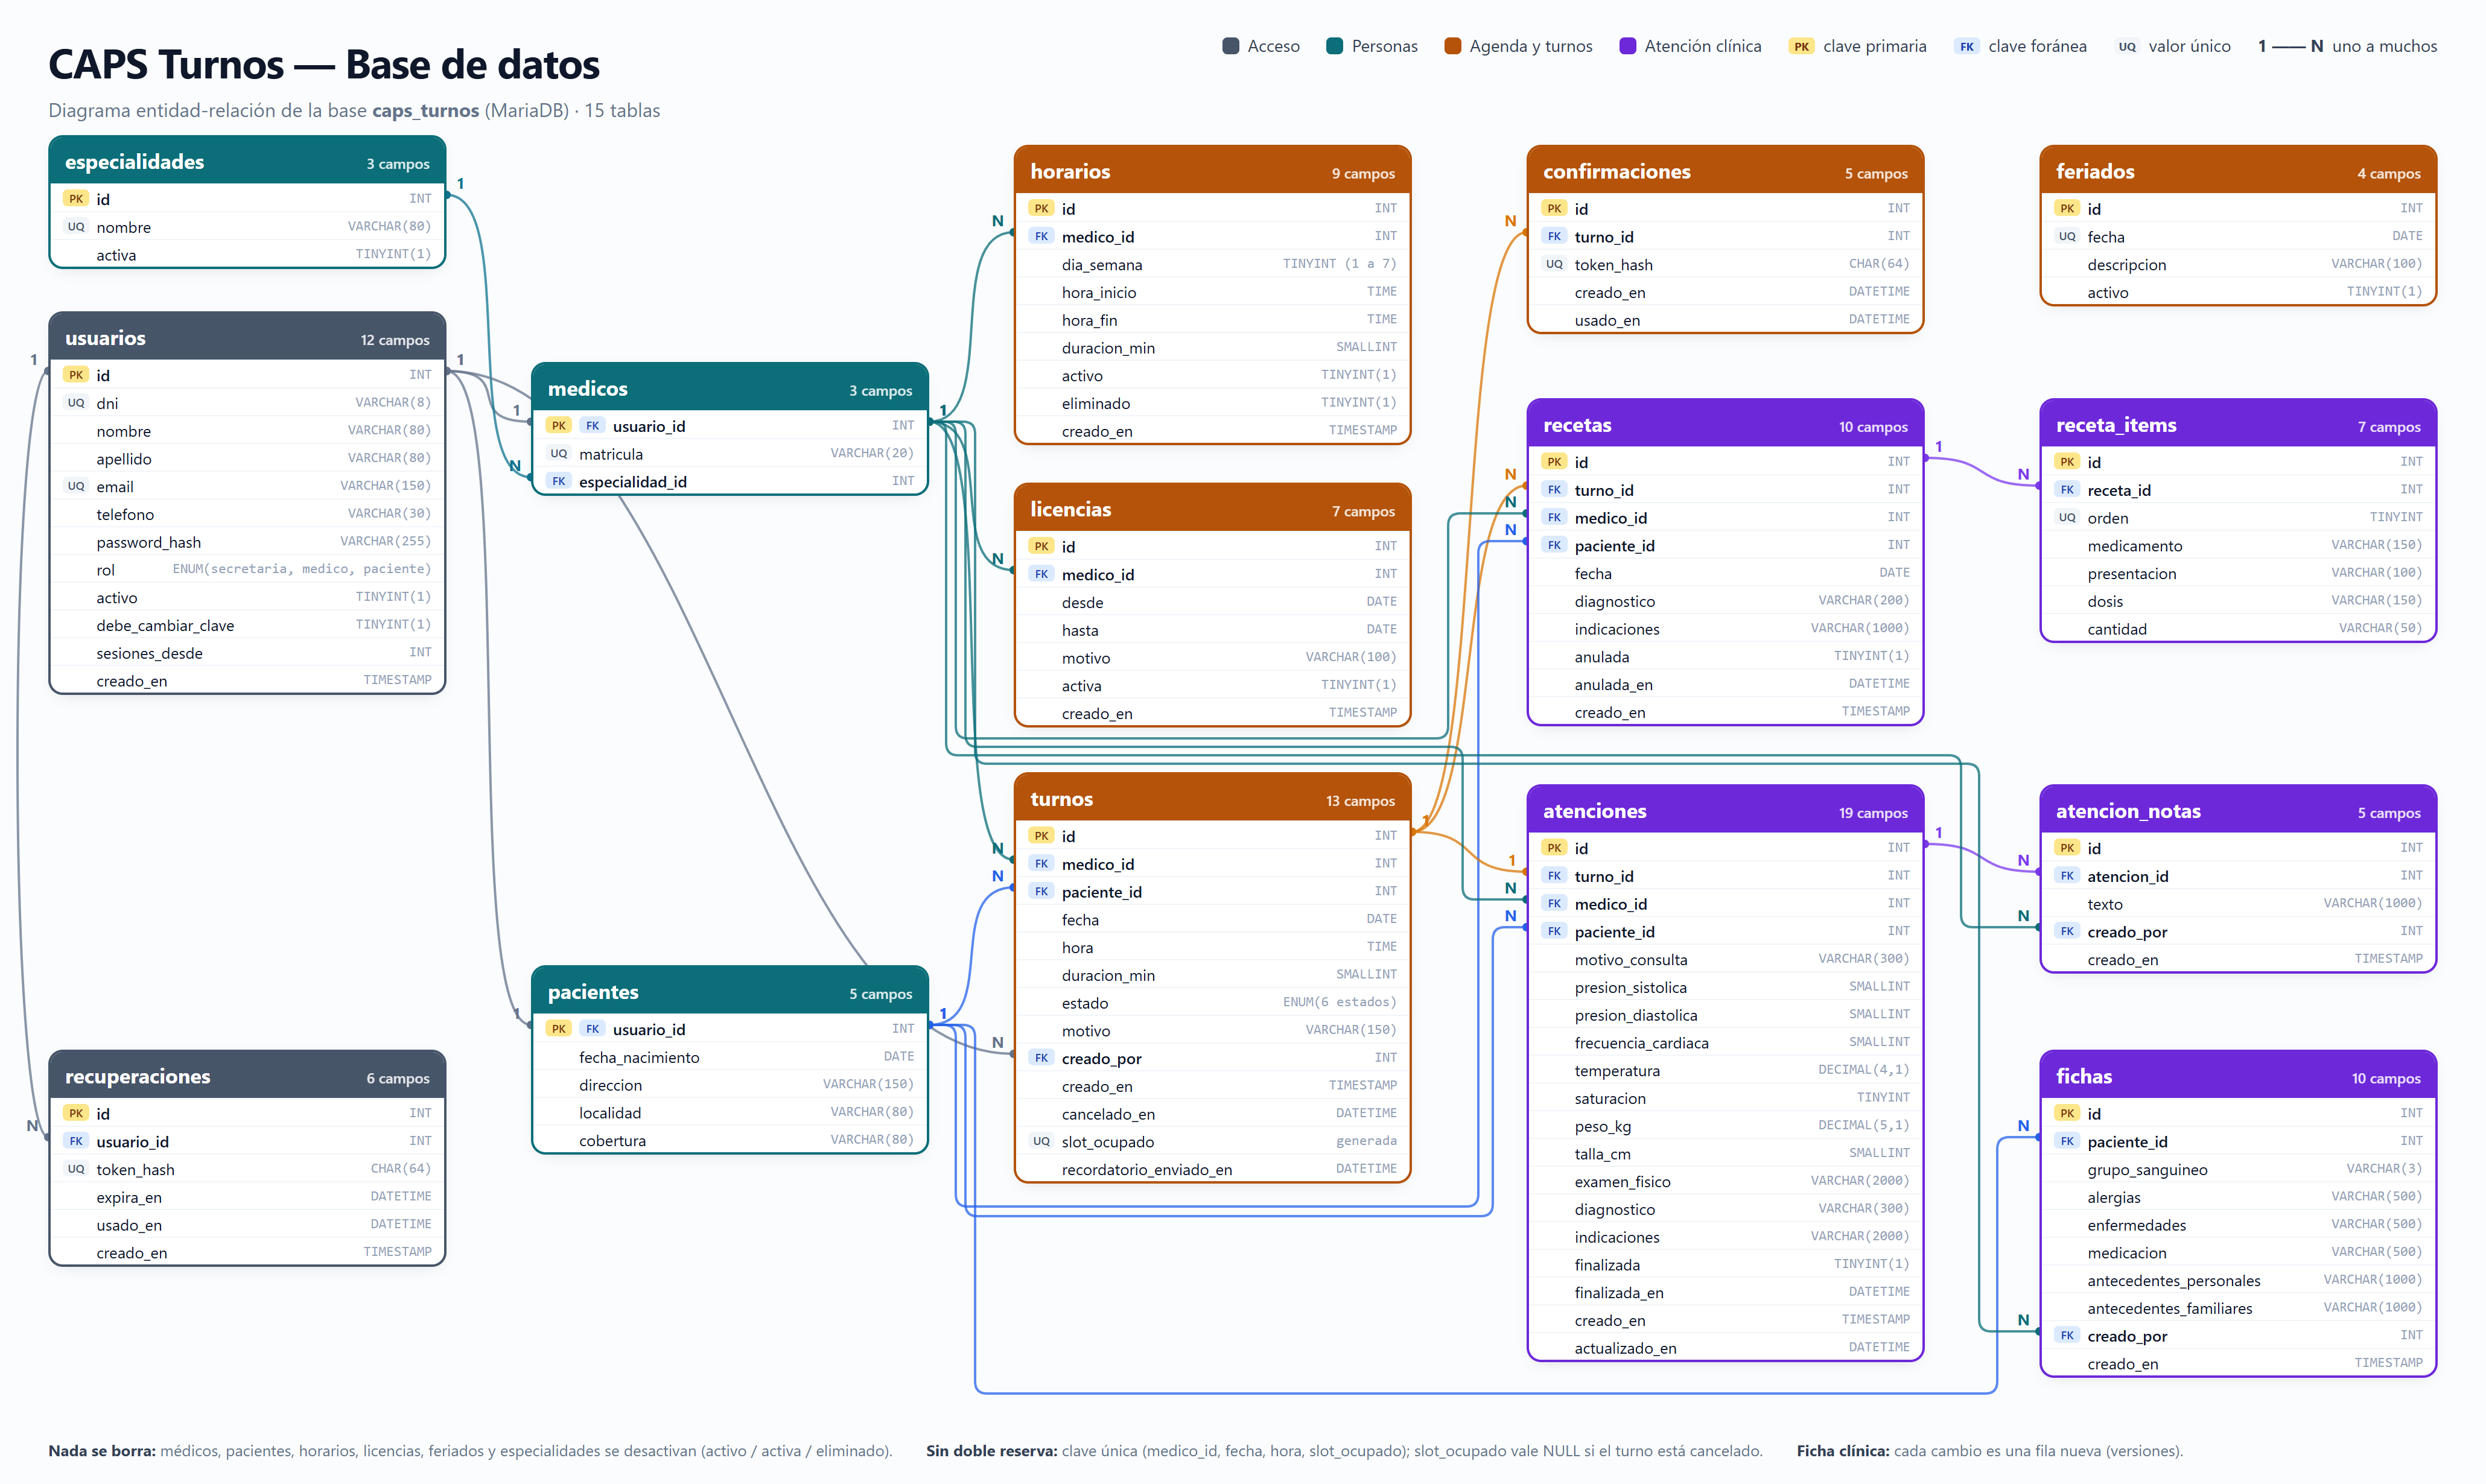 CAPS Turnos — Base de datos
Diagrama entidad-relación de la base caps_turnos (MariaDB) · 15 tablas
Acceso
Personas
Agenda y turnos
Atención clínica
PK clave primaria
FK clave foránea
UQ valor único
1 —— N uno a muchos
especialidades 3 campos
PK id INT
UQ nombre VARCHAR(80)
activa TINYINT(1)
1
usuarios 12 campos
1
1
PK id INT
UQ dni VARCHAR(8)
nombre VARCHAR(80)
apellido VARCHAR(80)
UQ email VARCHAR(150)
telefono VARCHAR(30)
password_hash VARCHAR(255)
rol ENUM(secretaria, medico, paciente)
activo TINYINT(1)
debe_cambiar_clave TINYINT(1)
sesiones_desde INT
creado_en TIMESTAMP
recuperaciones 6 campos
PK id INT
N
FK usuario_id INT
UQ token_hash CHAR(64)
expira_en DATETIME
usado_en DATETIME
creado_en TIMESTAMP
medicos 3 campos
1
1
PK FK usuario_id INT
UQ matricula VARCHAR(20)
N
FK especialidad_id INT
pacientes 5 campos
1
1
PK FK usuario_id INT
fecha_nacimiento DATE
direccion VARCHAR(150)
localidad VARCHAR(80)
cobertura VARCHAR(80)
horarios 9 campos
PK id INT
N
FK medico_id INT
dia_semana TINYINT (1 a 7)
hora_inicio TIME
hora_fin TIME
duracion_min SMALLINT
activo TINYINT(1)
eliminado TINYINT(1)
creado_en TIMESTAMP
licencias 7 campos
PK id INT
N
FK medico_id INT
desde DATE
hasta DATE
motivo VARCHAR(100)
activa TINYINT(1)
creado_en TIMESTAMP
turnos 13 campos
1
PK id INT
N
FK medico_id INT
N
FK paciente_id INT
fecha DATE
hora TIME
duracion_min SMALLINT
estado ENUM(6 estados)
motivo VARCHAR(150)
N
FK creado_por INT
creado_en TIMESTAMP
cancelado_en DATETIME
UQ slot_ocupado generada
recordatorio_enviado_en DATETIME
confirmaciones 5 campos
PK id INT
N
FK turno_id INT
UQ token_hash CHAR(64)
creado_en DATETIME
usado_en DATETIME
recetas 10 campos
1
PK id INT
N
FK turno_id INT
N
FK medico_id INT
N
FK paciente_id INT
fecha DATE
diagnostico VARCHAR(200)
indicaciones VARCHAR(1000)
anulada TINYINT(1)
anulada_en DATETIME
creado_en TIMESTAMP
atenciones 19 campos
1
PK id INT
1
FK turno_id INT
N
FK medico_id INT
N
FK paciente_id INT
motivo_consulta VARCHAR(300)
presion_sistolica SMALLINT
presion_diastolica SMALLINT
frecuencia_cardiaca SMALLINT
temperatura DECIMAL(4,1)
saturacion TINYINT
peso_kg DECIMAL(5,1)
talla_cm SMALLINT
examen_fisico VARCHAR(2000)
diagnostico VARCHAR(300)
indicaciones VARCHAR(2000)
finalizada TINYINT(1)
finalizada_en DATETIME
creado_en TIMESTAMP
actualizado_en DATETIME
feriados 4 campos
PK id INT
UQ fecha DATE
descripcion VARCHAR(100)
activo TINYINT(1)
receta_items 7 campos
PK id INT
N
FK receta_id INT
UQ orden TINYINT
medicamento VARCHAR(150)
presentacion VARCHAR(100)
dosis VARCHAR(150)
cantidad VARCHAR(50)
atencion_notas 5 campos
PK id INT
N
FK atencion_id INT
texto VARCHAR(1000)
N
FK creado_por INT
creado_en TIMESTAMP
fichas 10 campos
PK id INT
N
FK paciente_id INT
grupo_sanguineo VARCHAR(3)
alergias VARCHAR(500)
enfermedades VARCHAR(500)
medicacion VARCHAR(500)
antecedentes_personales VARCHAR(1000)
antecedentes_familiares VARCHAR(1000)
N
FK creado_por INT
creado_en TIMESTAMP
Nada se borra: médicos, pacientes, horarios, licencias, feriados y especialidades se desactivan (activo / activa / eliminado).
Sin doble reserva: clave única (medico_id, fecha, hora, slot_ocupado); slot_ocupado vale NULL si el turno está cancelado.
Ficha clínica: cada cambio es una fila nueva (versiones).